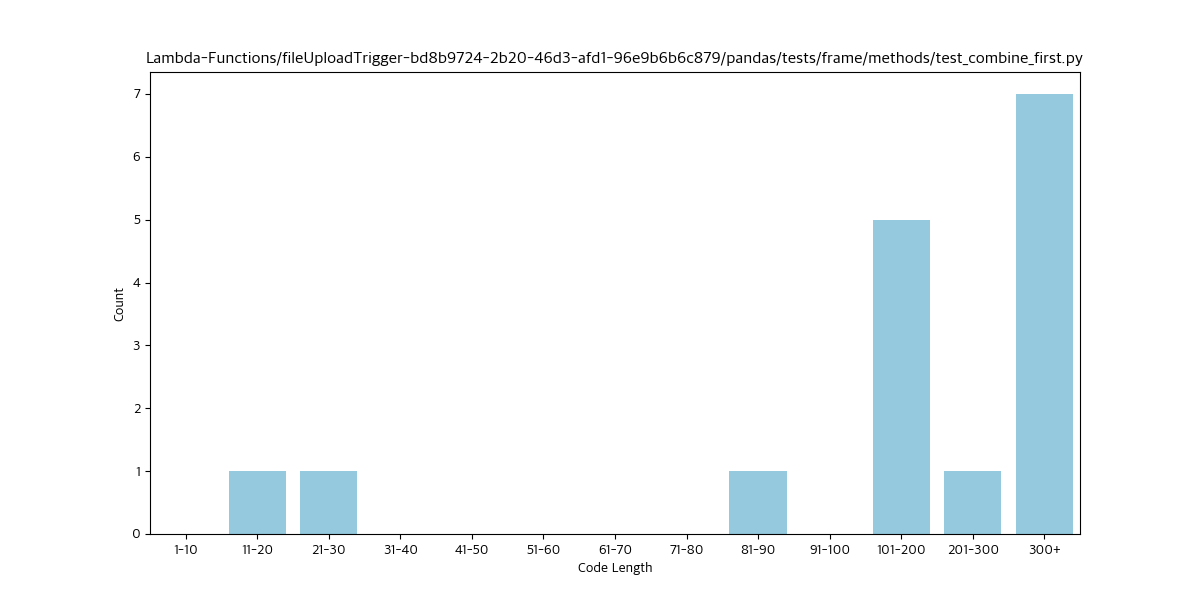 Lambda-Functions/fileUploadTrigger-bd8b9724-2b20-46d3-afd1-96e9b6b6c879/pandas/tests/frame/methods/test_combine_first.py
7
6
5
4
3
2
1
0
Count
1-10 11-20 21-30 31-40 41-50 51-60 61-70 71-80 81-90 91-100 101-200 201-300 300+
Code Length